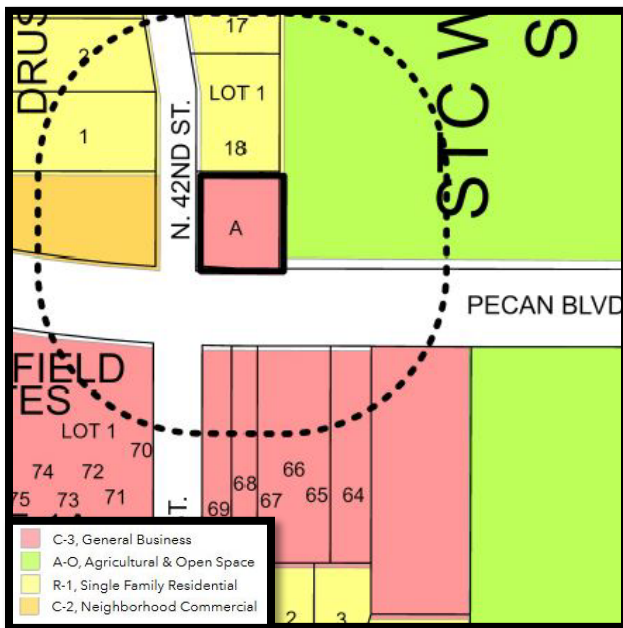 17
2
DRUS
LOT 1
1
18
N. 42ND ST.
STC W
S
A
PECAN BLVD
FIELD
TES
LOT 1
70
74
72
75
73
71
66
68
67
65
64
69
ST.
2
3
C-3, General Business
A-O, Agricultural & Open Space
R-1, Single Family Residential
C-2, Neighborhood Commercial